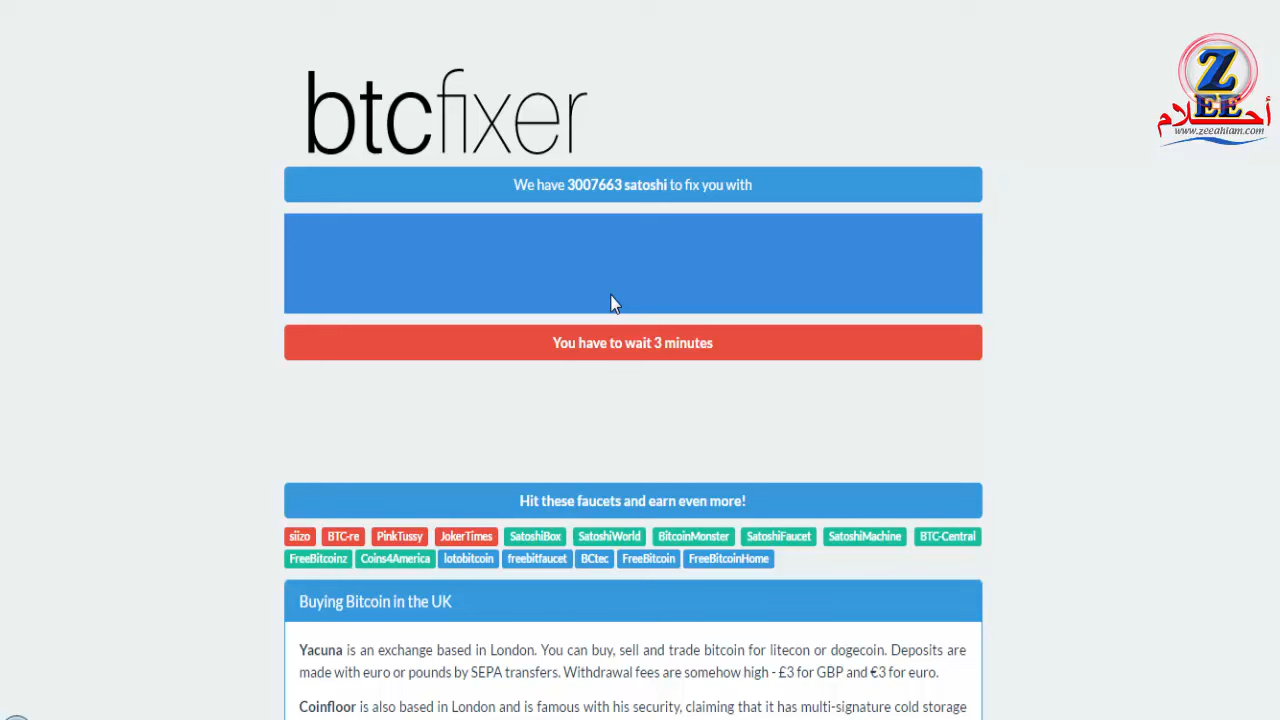 Z
EE
أحلام
www.zeeahlam.com
btcfixer
We have 3007663 satoshi to fix you with
You have to wait 3 minutes
Hit these faucets and earn even more!
siizo BTC-re PinkTussy JokerTimes SatoshiBox SatoshiWorld BitcoinMonster SatoshiFaucet SatoshiMachine BTC-Central
FreeBitcoinz Coins4America lotobitcoin freebitfaucet BCtec FreeBitcoin FreeBitcoinHome
Buying Bitcoin in the UK
Yacuna is an exchange based in London. You can buy, sell and trade bitcoin for litecon or dogecoin. Deposits are
made with euro or pounds by SEPA transfers. Withdrawal fees are somehow high - £3 for GBP and €3 for euro.
Coinfloor is also based in London and is famous with his security, claiming that it has multi-signature cold storage